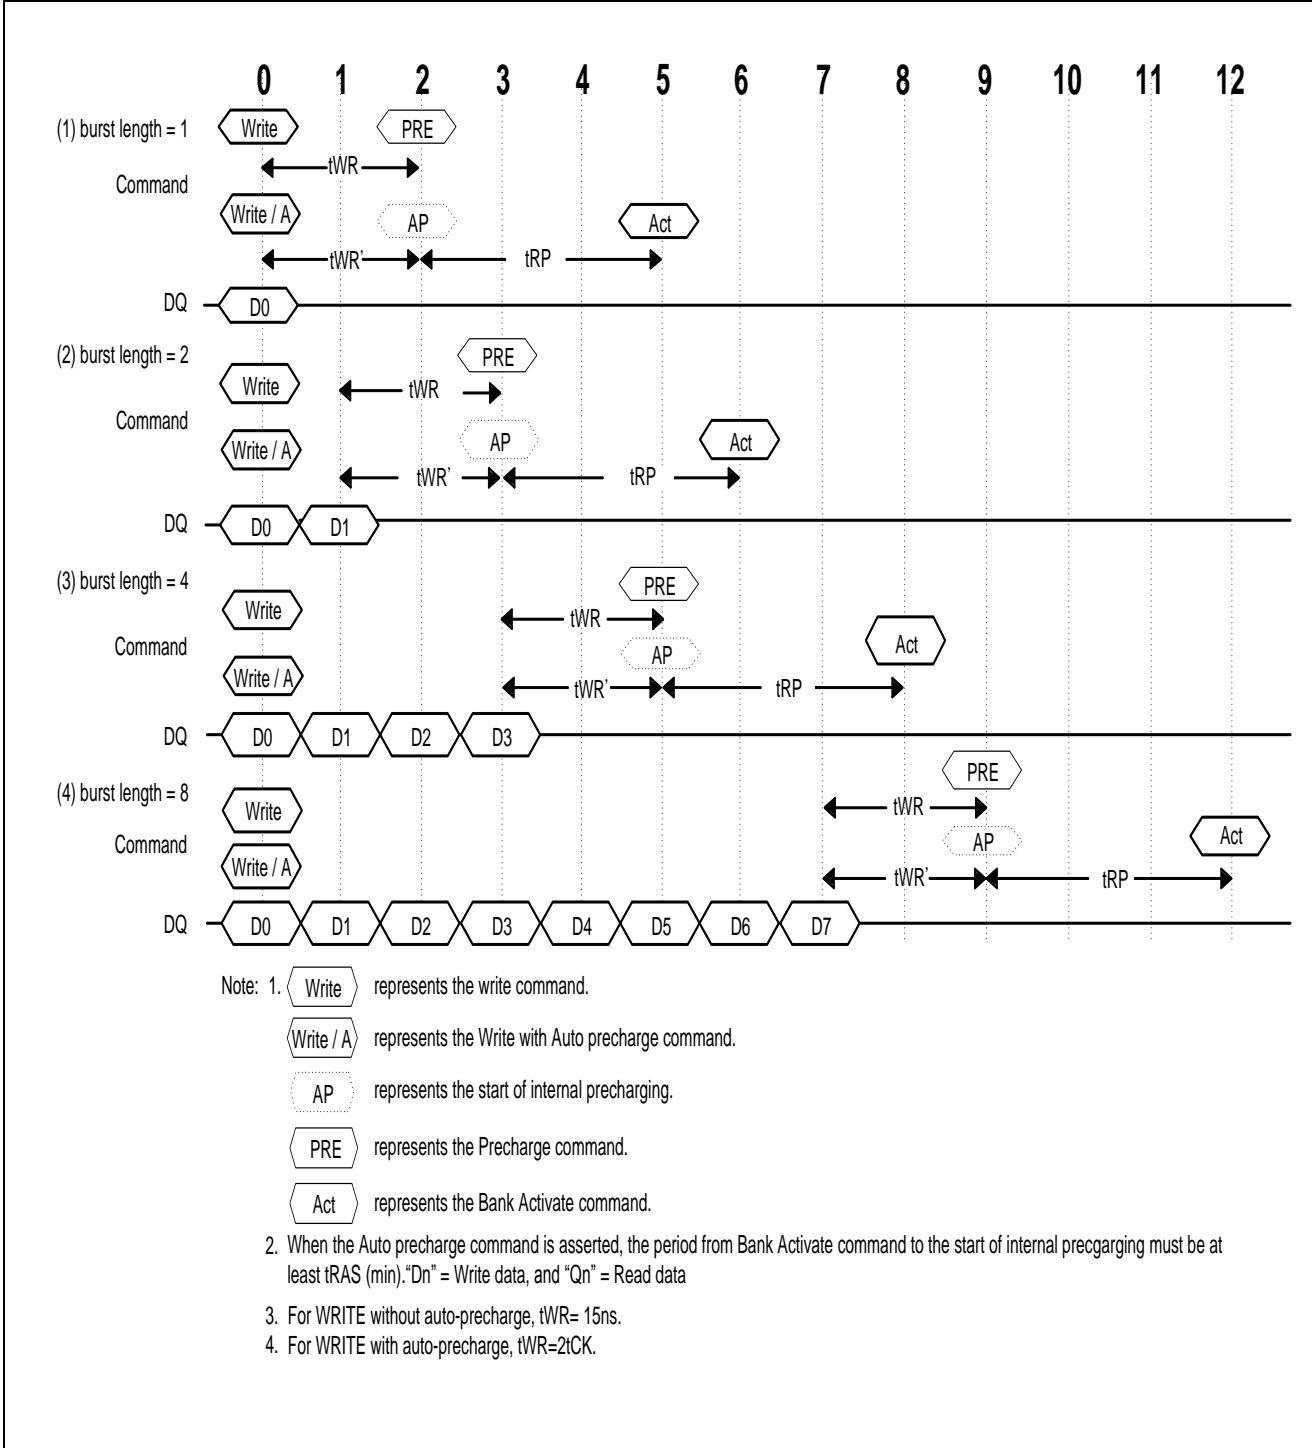 0 1 2 3 4 5 6 7 8 9 10 11 12
(1) burst length = 1 Write PRE
tWR
Command
Write / A AP Act
tWR' tRP
DQ D0
(2) burst length = 2 PRE
Write tWR
Command
Write / A AP Act
tWR' tRP
DQ D0 D1
(3) burst length = 4 PRE
Write tWR
Command AP Act
Write / A tWR' tRP
DQ D0 D1 D2 D3
(4) burst length = 8 PRE
Write tWR
Command AP Act
Write / A tWR' tRP
DQ D0 D1 D2 D3 D4 D5 D6 D7
Note: 1. Write represents the write command.
Write / A represents the Write with Auto precharge command.
AP represents the start of internal precharging.
PRE represents the Precharge command.
Act represents the Bank Activate command.
2. When the Auto precharge command is asserted, the period from Bank Activate command to the start of internal precgarging must be at
least tRAS (min).“Dn” = Write data, and “Qn” = Read data
3. For WRITE without auto-precharge, tWR= 15ns.
4. For WRITE with auto-precharge, tWR=2tCK.